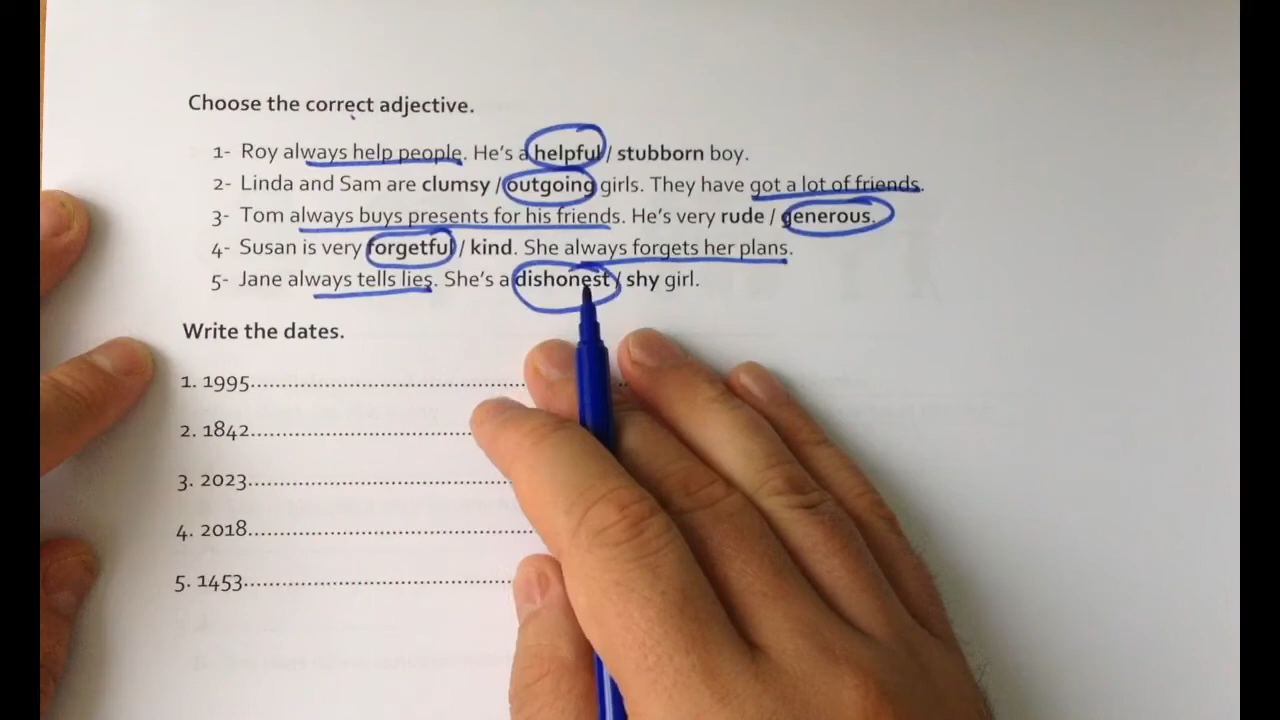 Choose the correct adjective.
1- Roy always help people. He's a helpful / stubborn boy.
2- Linda and Sam are clumsy / outgoing girls. They have got a lot of friends.
3- Tom always buys presents for his friends. He's very rude / generous.
4- Susan is very forgetful / kind. She always forgets her plans.
5- Jane always tells lies. She's a dishonest / shy girl.
Write the dates.
1. 1995..................................................
2. 1842........................................
3. 2023...............................................
4. 2018...................................................
5. 1453...............................................